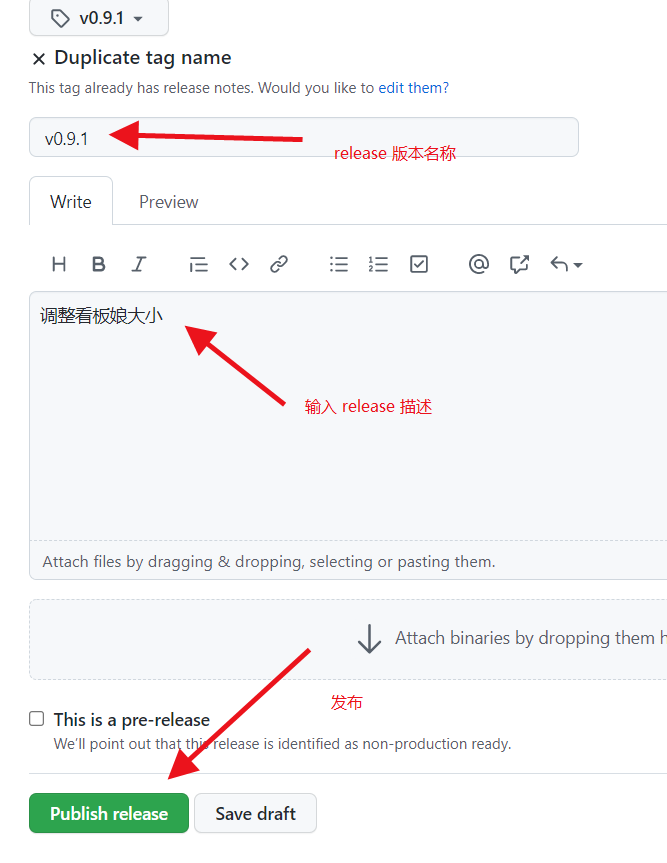 v0.9.1
Duplicate tag name
This tag already has release notes. Would you like to edit them?
v0.9.1
release 版本名称
Write Preview
调整看板娘大小
输入 release 描述
Attach files by dragging & dropping, selecting or pasting them.
Attach binaries by dropping them h
发布
This is a pre-release
We'll point out that this release is identified as non-production ready.
Publish release Save draft